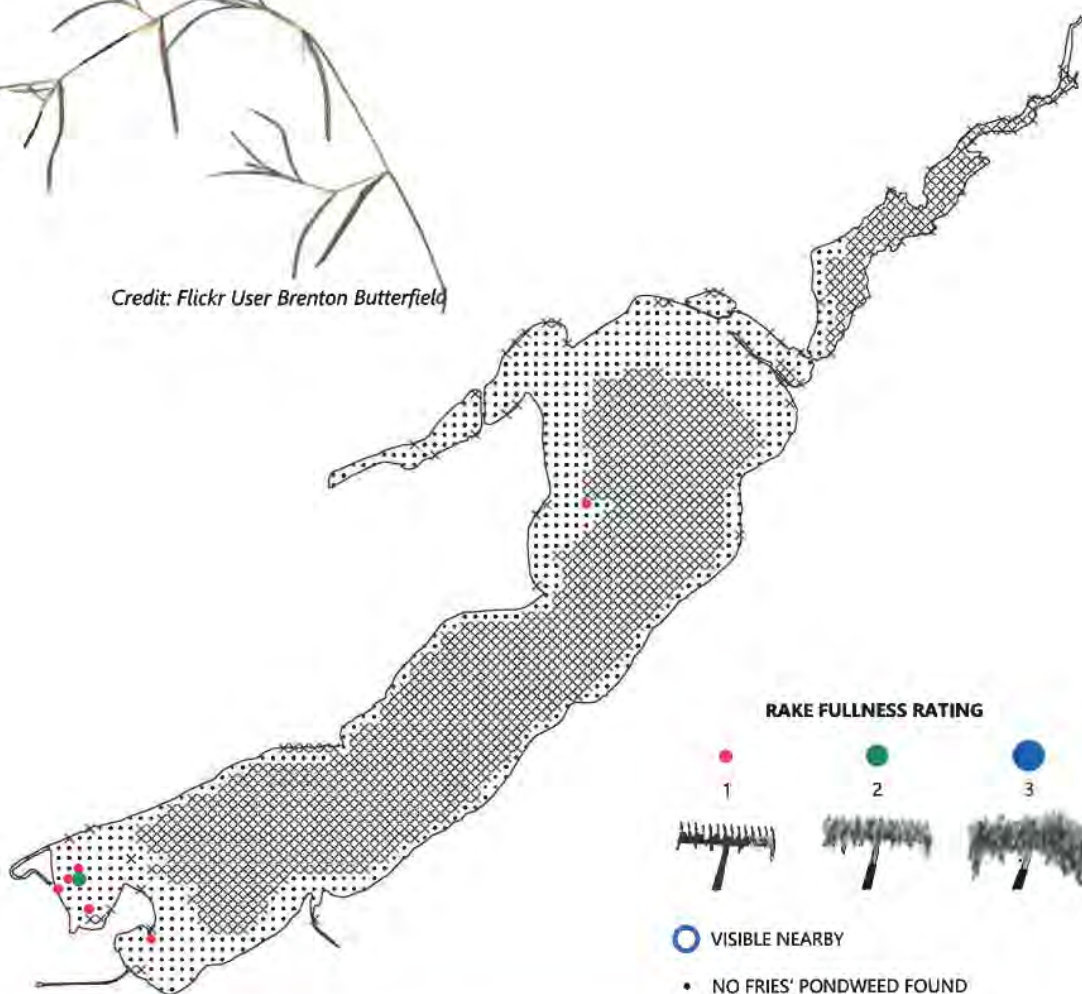 Credit: Flickr User Brenton Butterfield
RAKE FULLNESS RATING
1
2
3
VISIBLE NEARBY
NO FRIES' PONDWEED FOUND